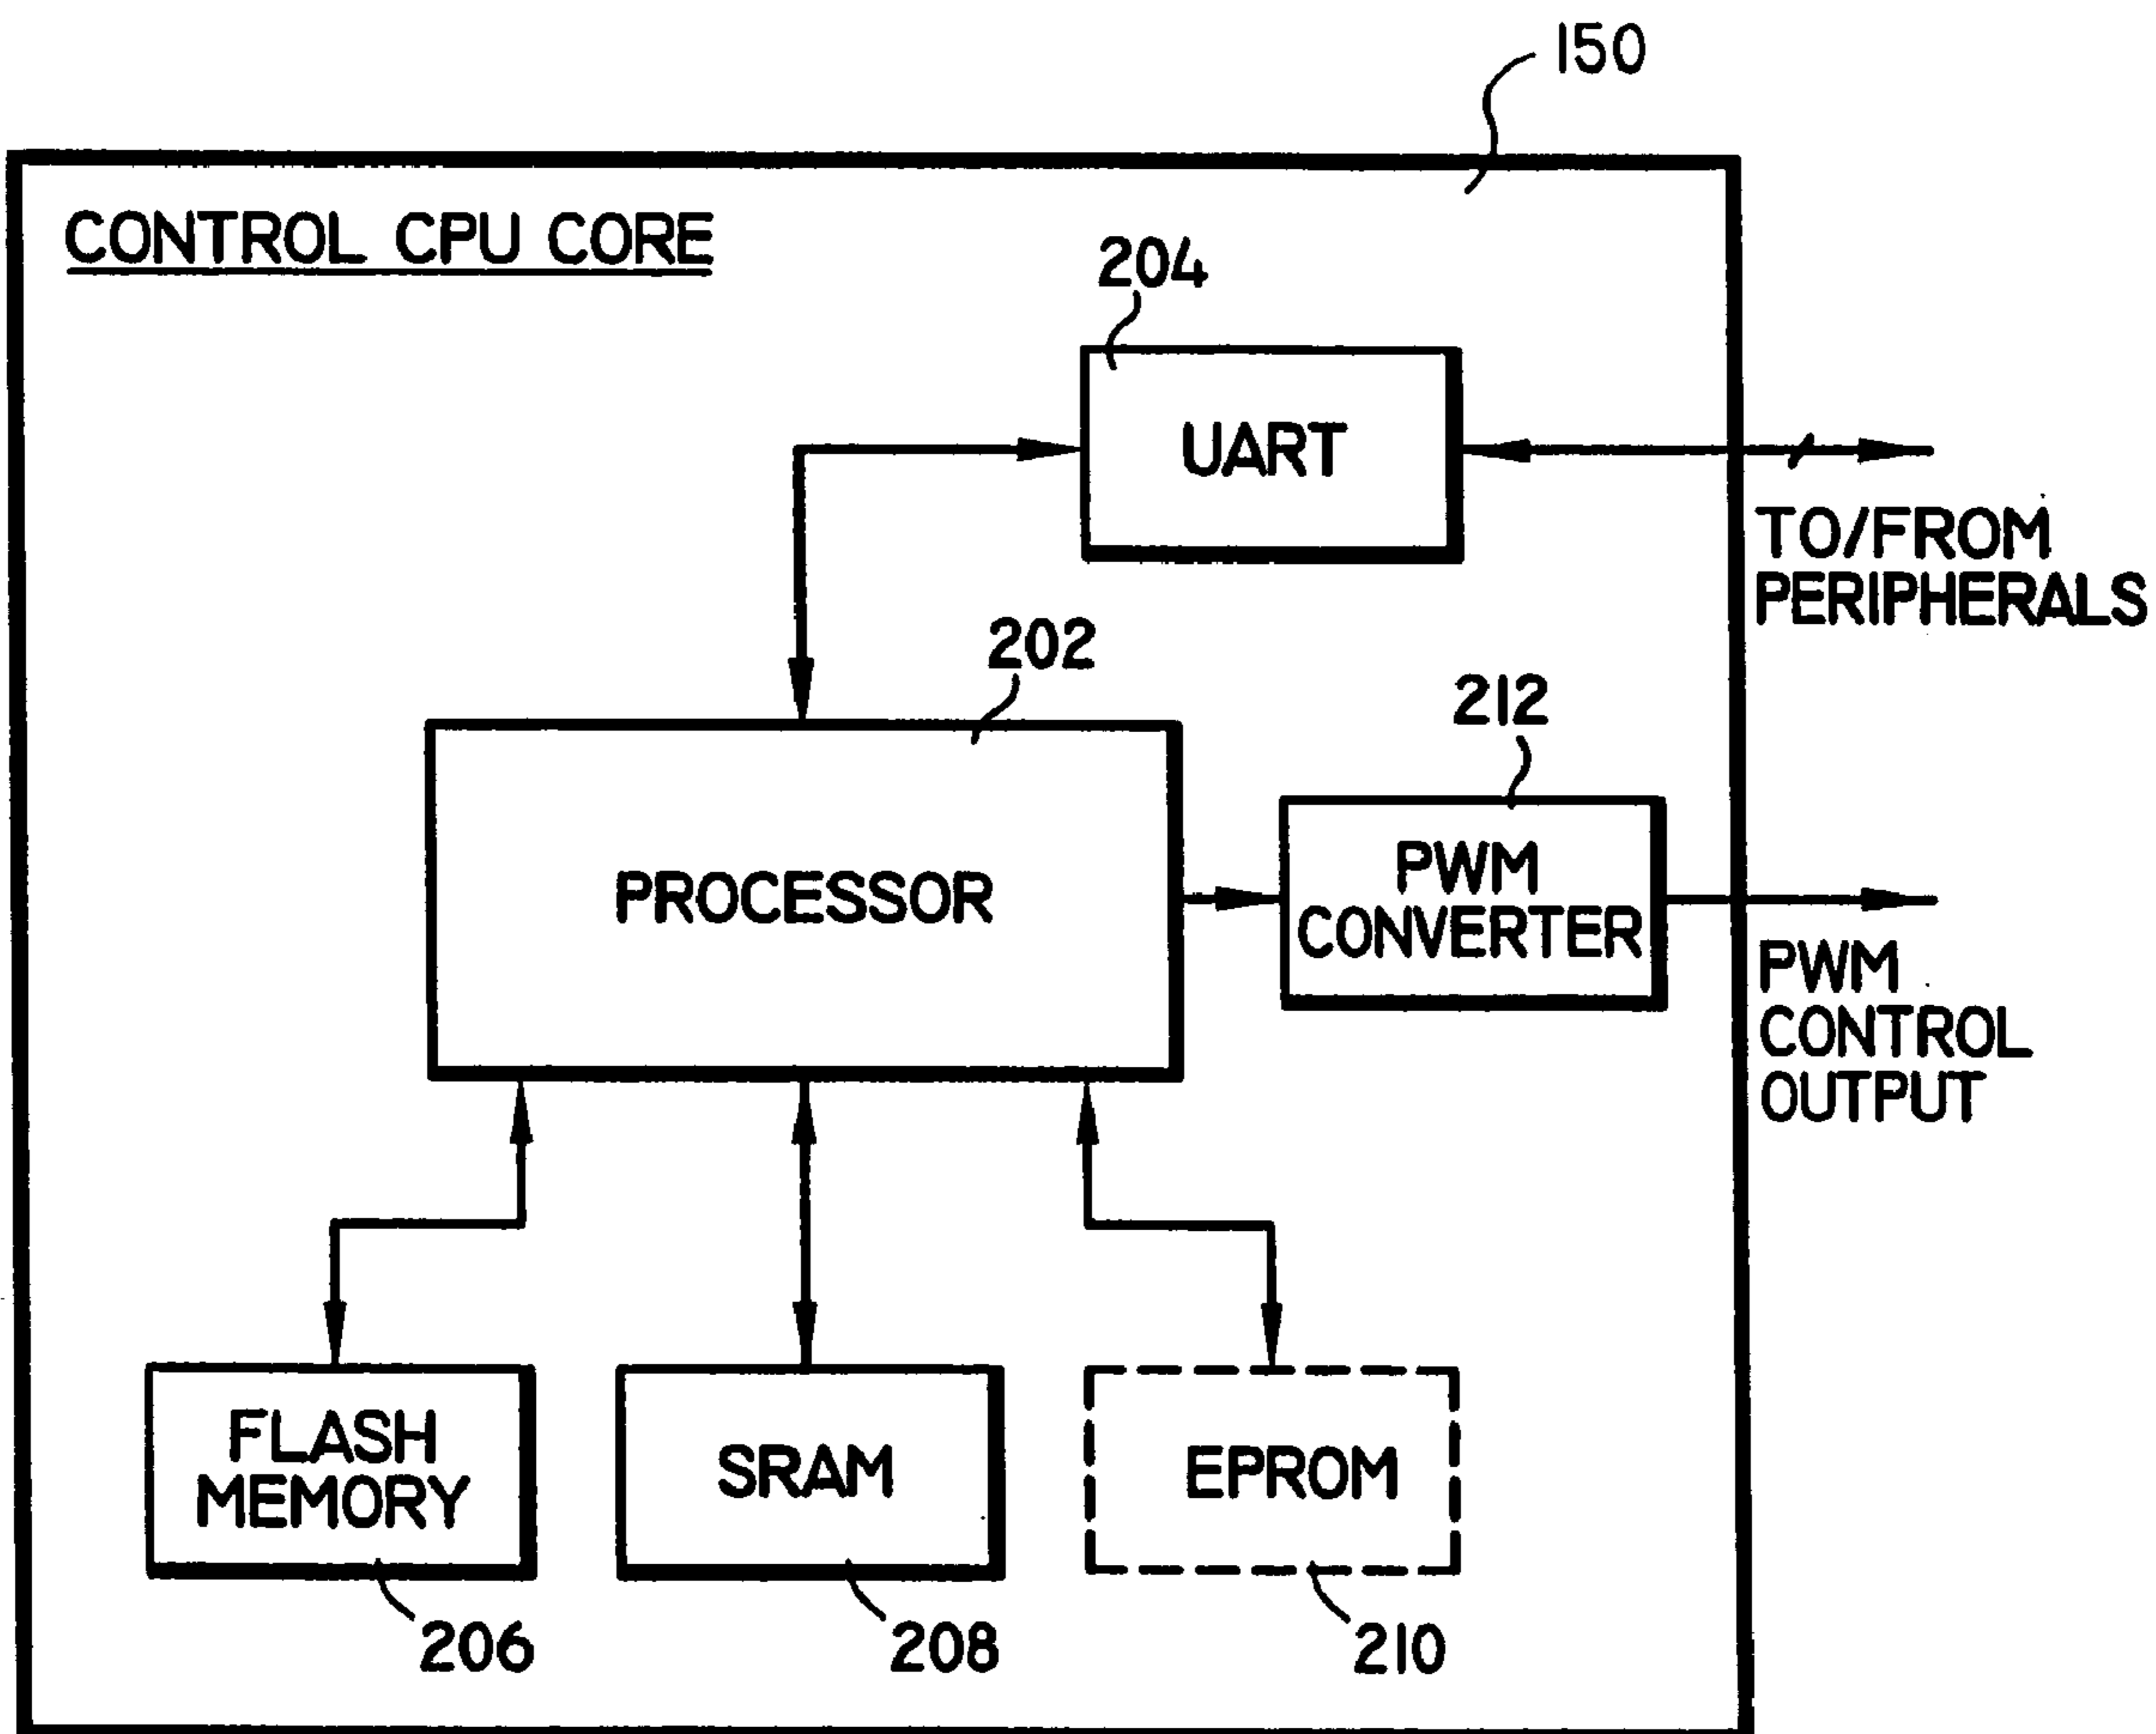 150
CONTROL CPU CORE
204
UART
TO/FROM
PERIPHERALS
202
212
PROCESSOR
PWM
CONVERTER
PWM
CONTROL
OUTPUT
FLASH
MEMORY
SRAM
EPROM
206
208
210